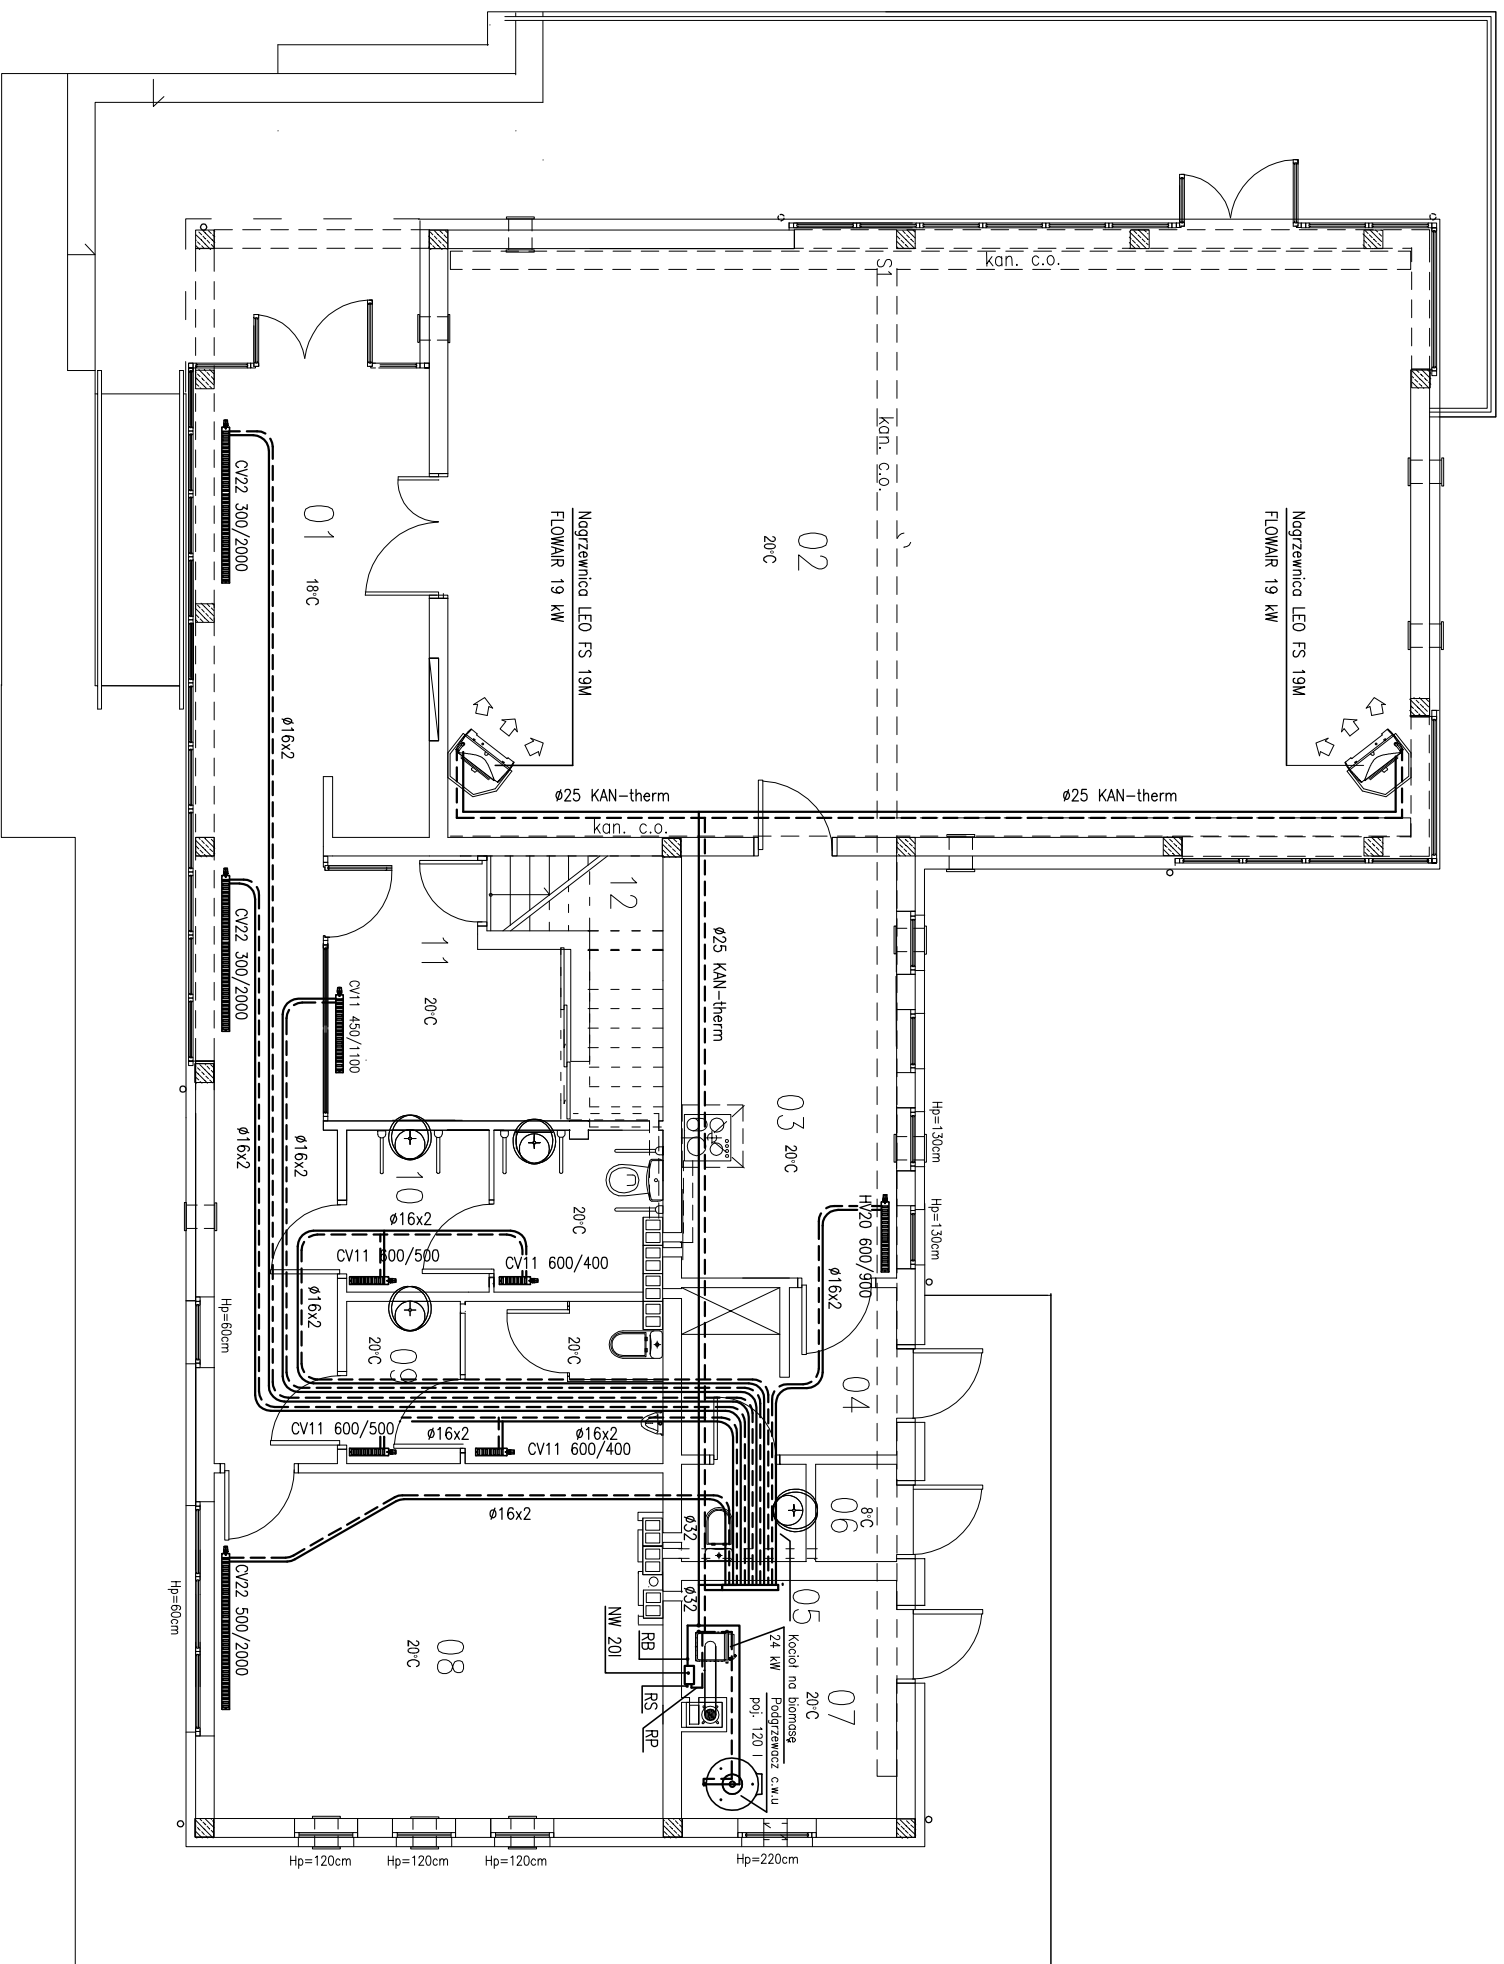 kan. c.o.
S1
kan. c.o.
01
18°C
CV22 300/2000
02
20°C
Nagrzewnica LEO FS 19M
FLOWAIR 19 kW
Nagrzewnica LEO FS 19M
FLOWAIR 19 kW
ø16x2
ø25 KAN-therm
ø25 KAN-therm
kan. c.o.
12
11
20°C
CV22 300/2000
CV11 450/1100
ø25 KAN-therm
03
20°C
Hp=130cm
Hp=130cm
HV20 600/900
ø16x2
ø16x2
ø16x2
10
ø16x2
20°C
CV11 600/500
CV11 600/400
ø16x2
ø16x2
Hp=60cm
20°C
09
20°C
04
CV11 600/500
ø16x2
ø16x2
CV11 600/400
ø16x2
ø32
06
8°C
Hp=60cm
CV22 500/2000
20°C
08
ø32
NW 20l
RB
RS
RP
05
Kocioł na biomasę
24 kW
07
20°C
Podgrzewacz c.w.u
poj. 120 l
Hp=120cm
Hp=120cm
Hp=120cm
Hp=220cm